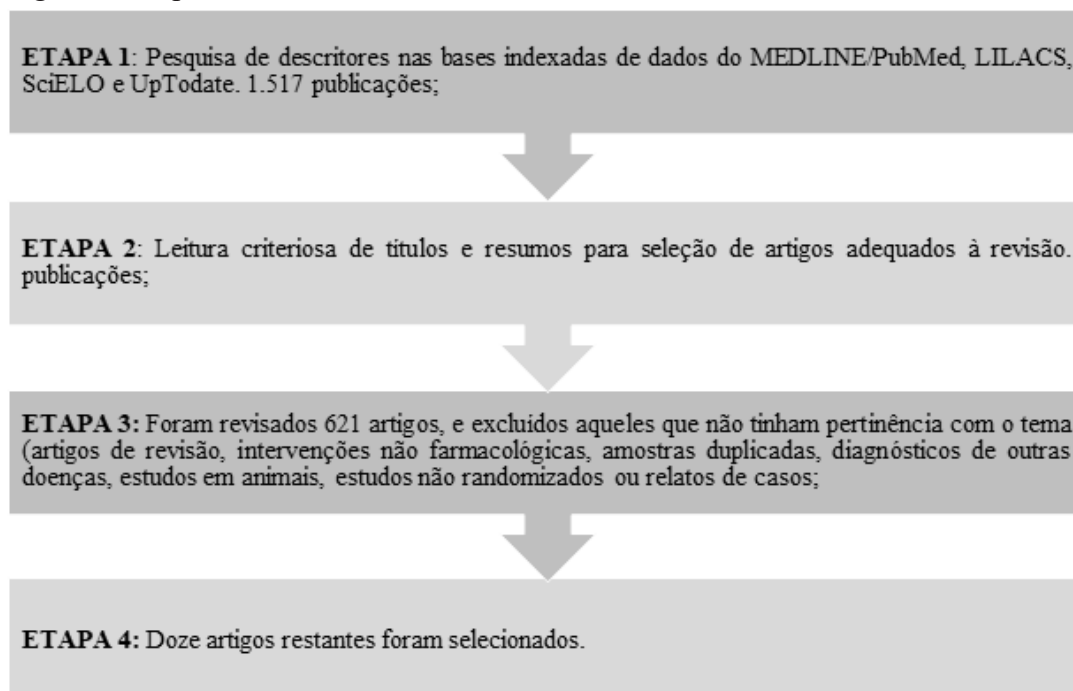 ETAPA 1: Pesquisa de descritores nas bases indexadas de dados do MEDLINE/PubMed, LILACS,
SciELO e UpTodate. 1.517 publicações;
ETAPA 2: Leitura criteriosa de titulos e resumos para seleção de artigos adequados à revisão.
publicações;
ETAPA 3: Foram revisados 621 artigos, e excluídos aqueles que não tinham pertinência com o tema
(artigos de revisão, intervenções não farmacológicas, amostras duplicadas, diagnósticos de outras
doenças, estudos em animais, estudos não randomizados ou relatos de casos;
ETAPA 4: Doze artigos restantes foram selecionados.